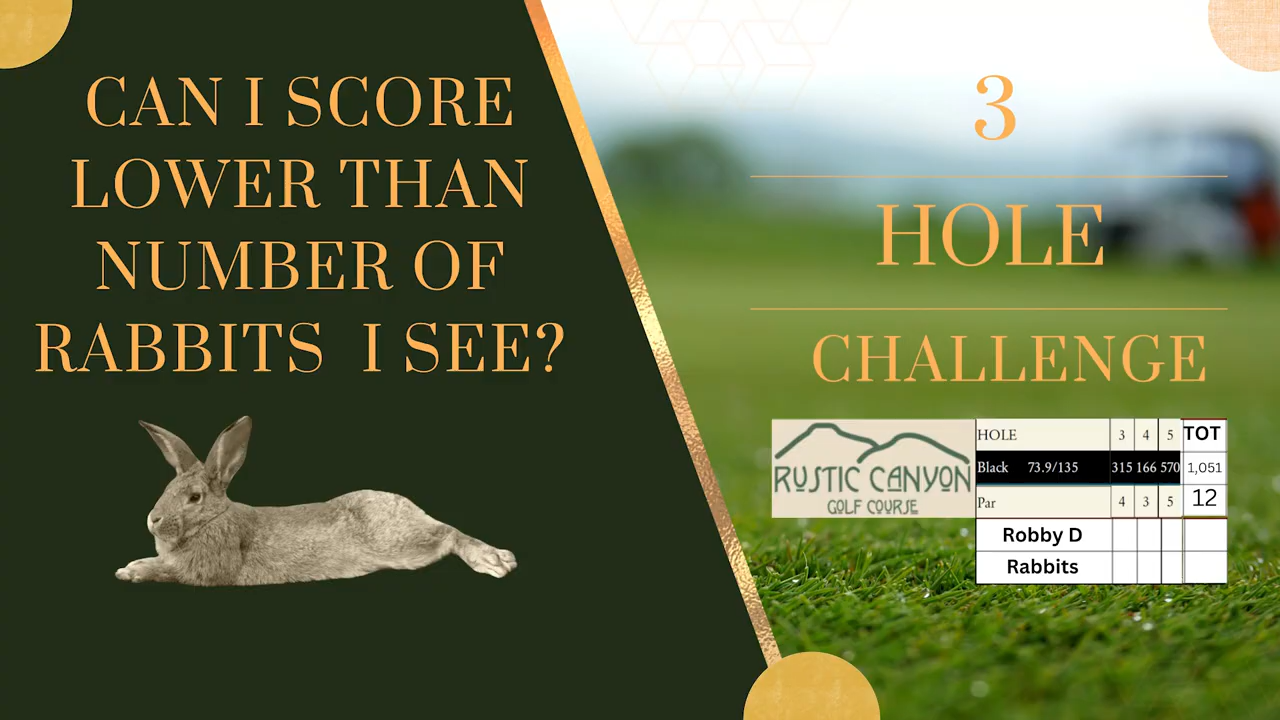 CAN I SCORE
LOWER THAN
NUMBER OF
RABBITS I SEE?
3
HOLE
CHALLENGE
RUSTIC CANYON
GOLF COURSE
HOLE 3 4 5 TOT
Black 73.9/135 315 166 570 1,051
Par 4 3 5 12
Robby D
Rabbits